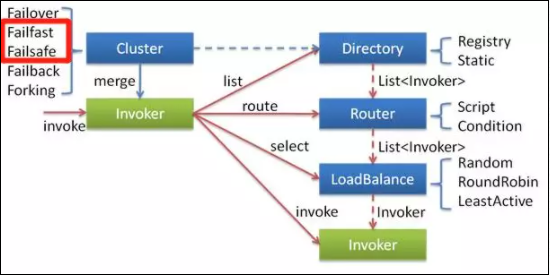 Failover
Failfast
Failsafe
Failback
Forking
Cluster
Directory
Registry
Static
merge
list
List<Invoker>
invoke
Invoker
route
Router
Script
Condition
select
List<Invoker>
LoadBalance
Random
RoundRobin
LeastActive
invoke
Invoker
Invoker